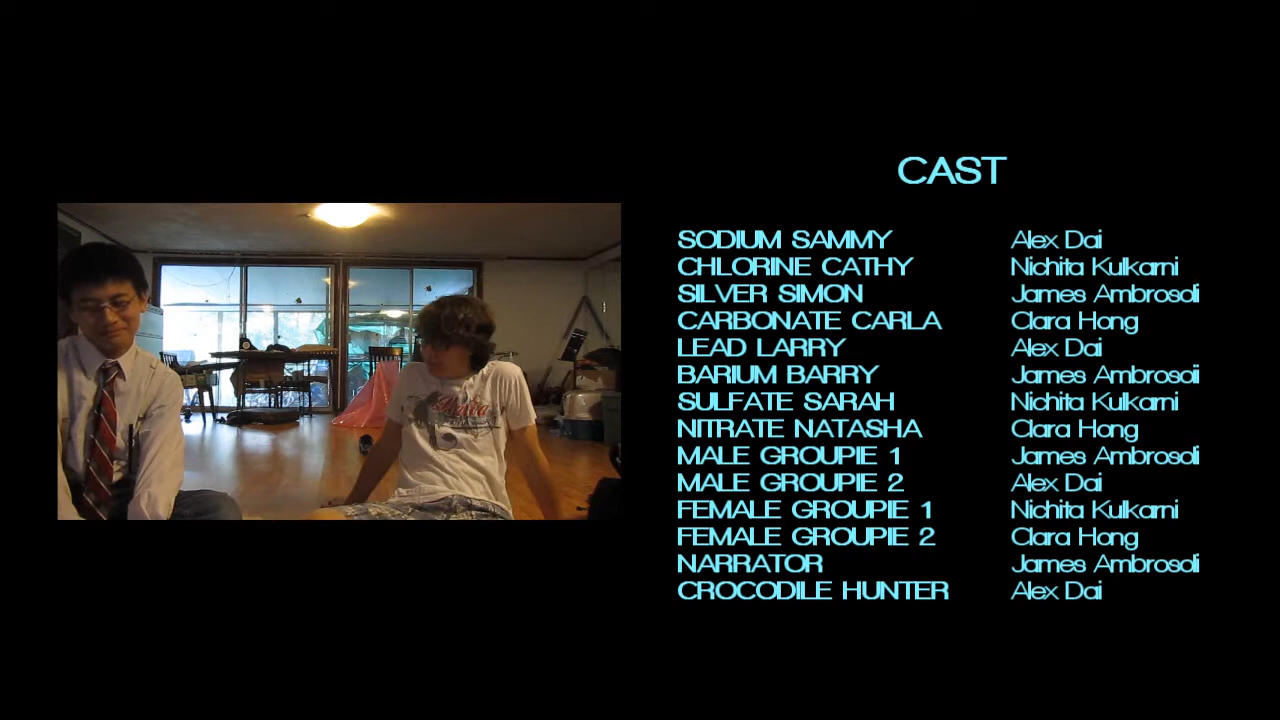 CAST
SODIUM SAMMY Alex Dai
CHLORINE CATHY Nichita Kulkarni
SILVER SIMON James Ambrosoli
CARBONATE CARLA Clara Hong
LEAD LARRY Alex Dai
BARIUM BARRY James Ambrosoli
SULFATE SARAH Nichita Kulkarni
NITRATE NATASHA Clara Hong
MALE GROUPIE 1 James Ambrosoli
MALE GROUPIE 2 Alex Dai
FEMALE GROUPIE 1 Nichita Kulkarni
FEMALE GROUPIE 2 Clara Hong
NARRATOR James Ambrosoli
CROCODILE HUNTER Alex Dai